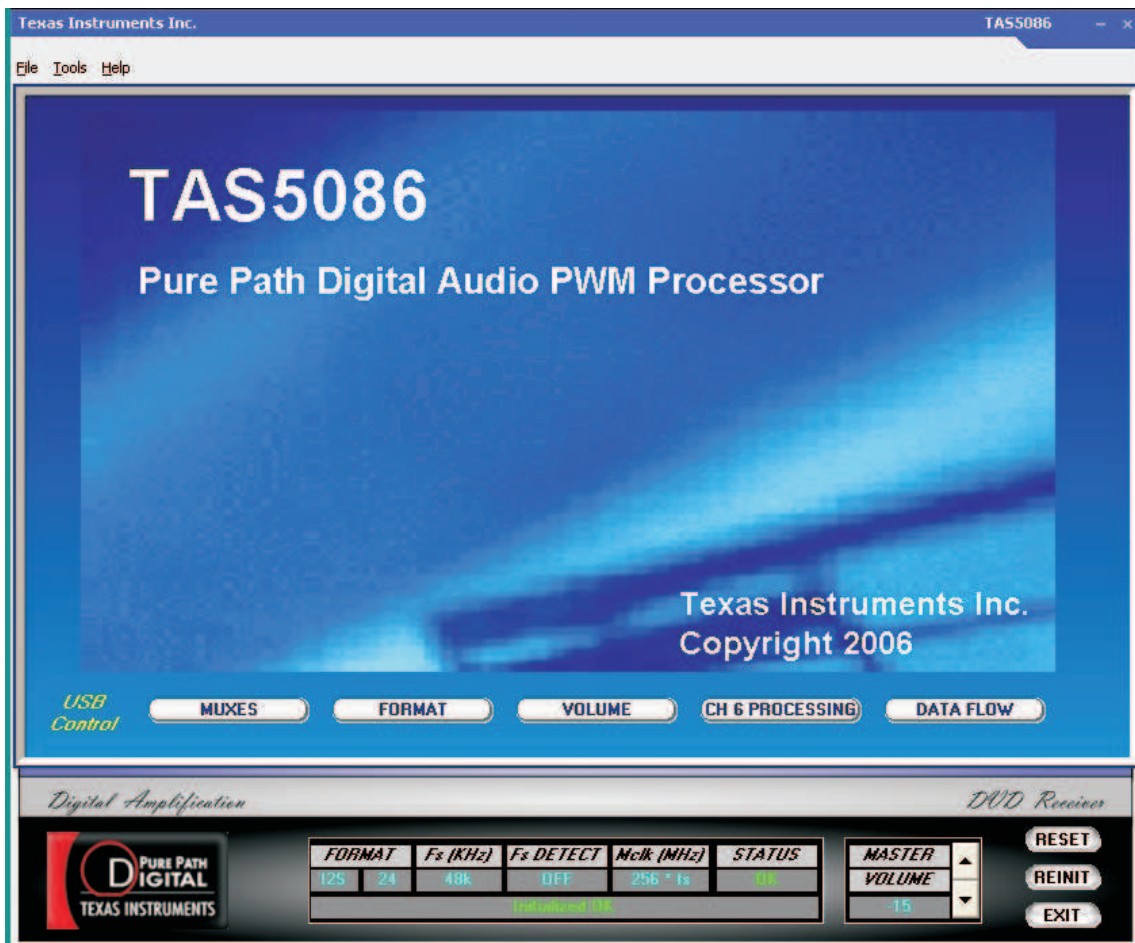 Texas Instruments Inc. TAS5086
File Tools Help
TAS5086
Pure Path Digital Audio PWM Processor
Texas Instruments Inc.
Copyright 2006
USB Control
MUXES FORMAT VOLUME CH 6 PROCESSING DATA FLOW
Digital Amplification DVD Receiver
PURE PATH
DIGITAL
TEXAS INSTRUMENTS
FORMAT Fs (KHz) Fs DETECT Mclk (MHz) STATUS
I2S 24 48k OFF 256 * fs OK
Initialized OK
MASTER
VOLUME
-15
RESET
REINIT
EXIT